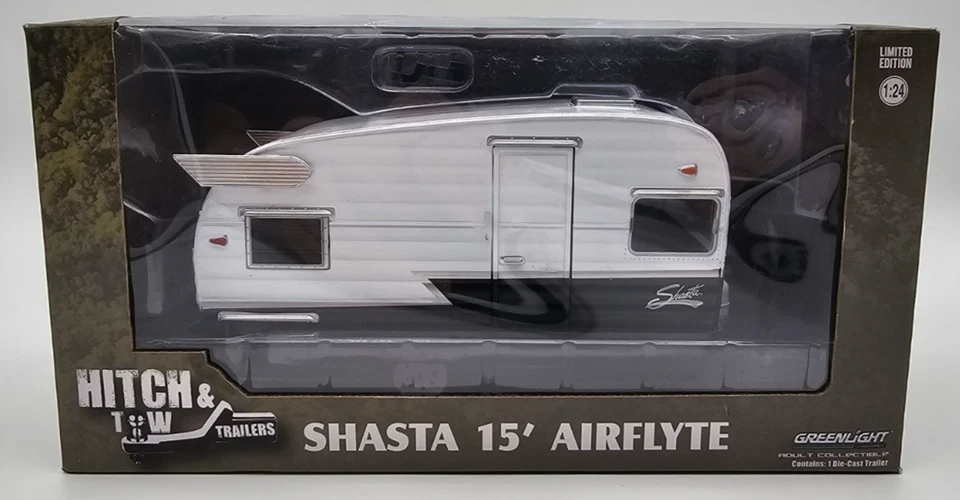 LIMITED
EDITION
1:24
Shasta
HITCH &
TOW
TRAILERS
SHASTA 15' AIRFLYTE
GREENLIGHT
ADULT COLLECTIBLE
Contains: 1 Die-Cast Trailer